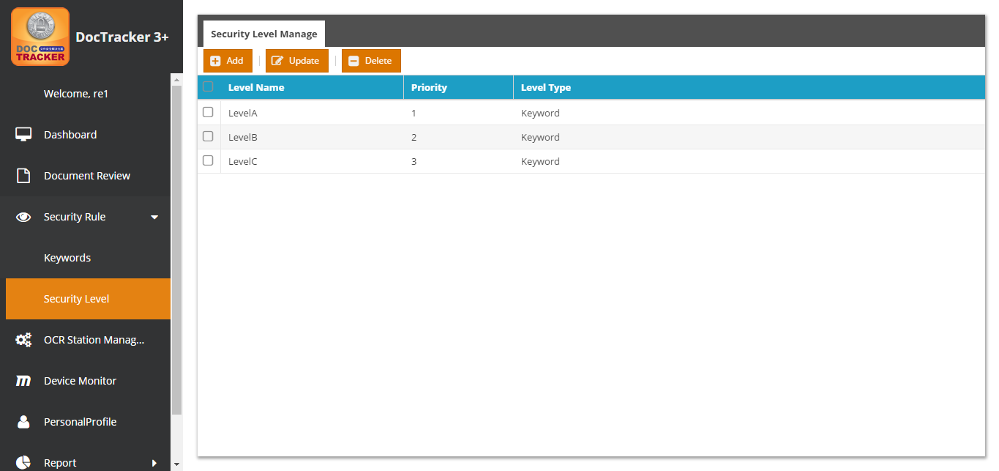 DocTracker 3+
DOC
TRACKER
Welcome, re1
Dashboard
Document Review
Security Rule
Keywords
Security Level
OCR Station Manag...
Device Monitor
PersonalProfile
Report
Security Level Manage
Add
Update
Delete
Level Name Priority Level Type
LevelA 1 Keyword
LevelB 2 Keyword
LevelC 3 Keyword